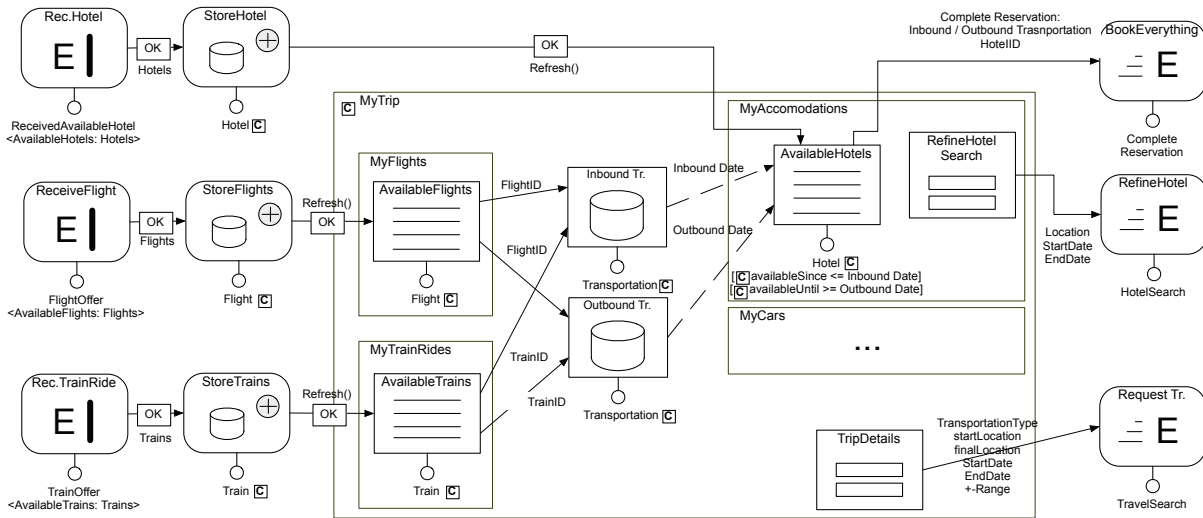 Rec.Hotel
E
OK
Hotels
ReceivedAvailableHotel
<AvailableHotels: Hotels>
StoreHotel
Hotel C
OK
Refresh()
Complete Reservation:
Inbound / Outbound Trasnportation
HotelID
BookEverything
E
Complete
Reservation
C MyTrip
MyAccomodations
AvailableHotels
RefineHotel
Search
Hotel C
[C availableSince <= Inbound Date]
[C availableUntil >= Outbound Date]
Location
StartDate
EndDate
RefineHotel
E
HotelSearch
ReceiveFlight
E
OK
Flights
FlightOffer
<AvailableFlights: Flights>
StoreFlights
Flight C
Refresh()
OK
MyFlights
AvailableFlights
Flight C
FlightID
FlightID
Inbound Tr.
Transportation C
Inbound Date
Outbound Date
Outbound Tr.
Transportation C
MyCars
...
Rec.TrainRide
E
OK
Trains
TrainOffer
<AvailableTrains: Trains>
StoreTrains
Train C
Refresh()
OK
MyTrainRides
AvailableTrains
Train C
TrainID
TrainID
TripDetails
TransportationType
startLocation
finalLocation
StartDate
EndDate
+-Range
Request Tr.
E
TravelSearch